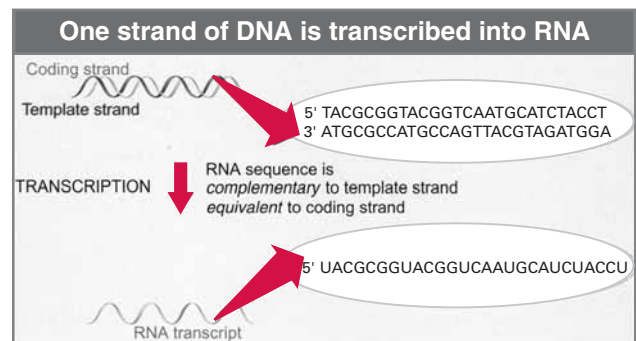 One strand of DNA is transcribed into RNA
Coding strand
Template strand
5' TACGCGGTACGGTCAATGCATCTACCT
3' ATGCGCCATGCCAGTTACGTAGATGGA
TRANSCRIPTION
RNA sequence is
complementary to template strand
equivalent to coding strand
5' UACGCGGUACGGUCAAUGCAUCUACCU
RNA transcript